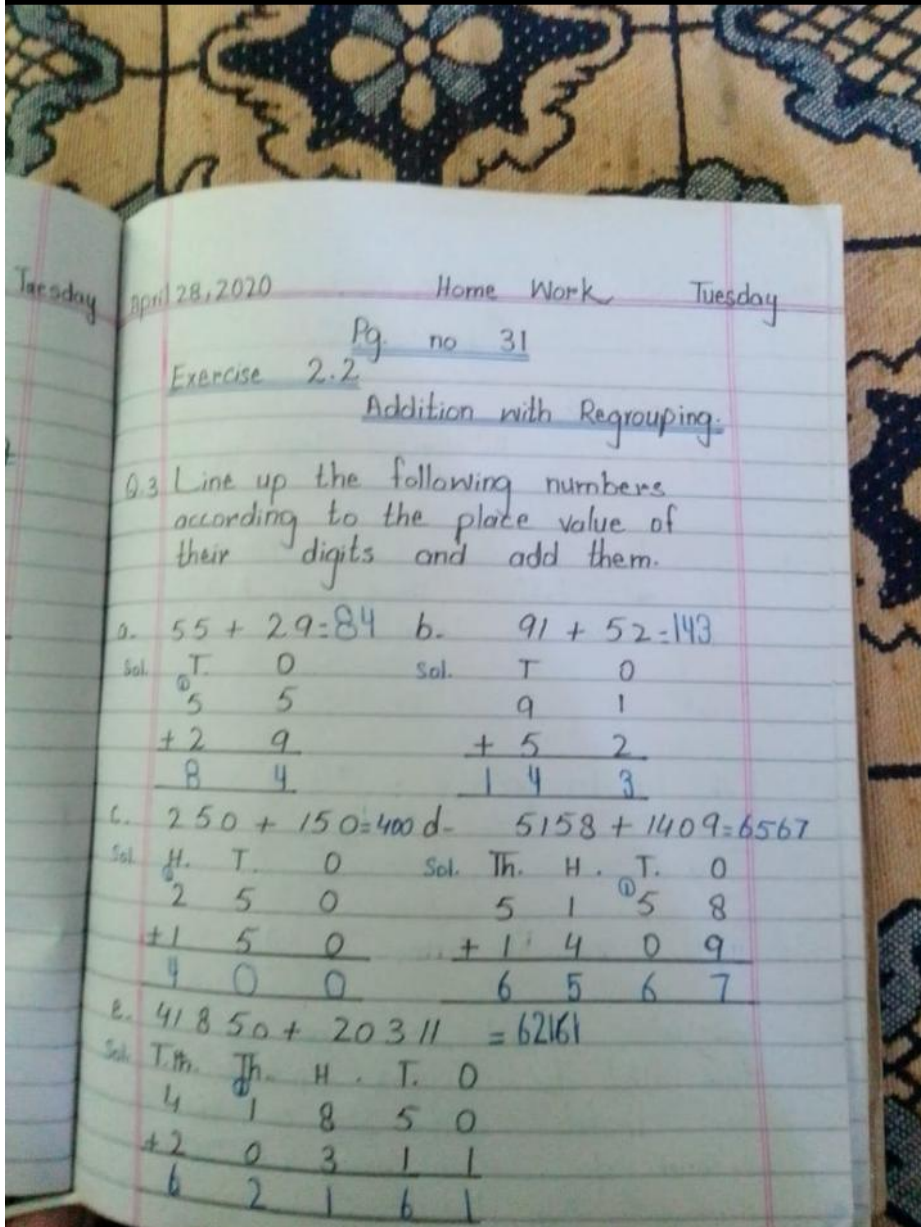 Tuesday
April 28, 2020 Home Work Tuesday
Pg. no 31
Exercise 2.2
Addition with Regrouping.
Q.3 Line up the following numbers
according to the place value of
their digits and add them.
a. 55 + 29 = 84 b. 91 + 52 = 143
Sol. T. O Sol. T O
① 5 5 9 1
+ 2 9 + 5 2
8 4 1 4 3
c. 250 + 150 = 400 d- 5158 + 1409 = 6567
Sol. H. T. O Sol. Th. H. T. O
① 2 5 0 5 1 ① 5 8
+ 1 5 0 + 1 4 0 9
4 0 0 6 5 6 7
e. 41850 + 20311 = 62161
Sol. T.th. Th. H. T. O
4 ① 1 8 5 0
+ 2 0 3 1 1
6 2 1 6 1